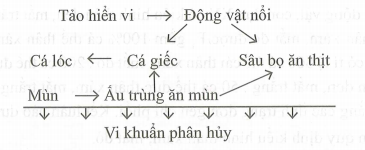 Tảo hiển vi → Động vật nổi
Cá lóc ← Cá giếc Sâu bọ ăn thịt
Mùn → Ấu trùng ăn mùn
Vi khuẩn phân hủy